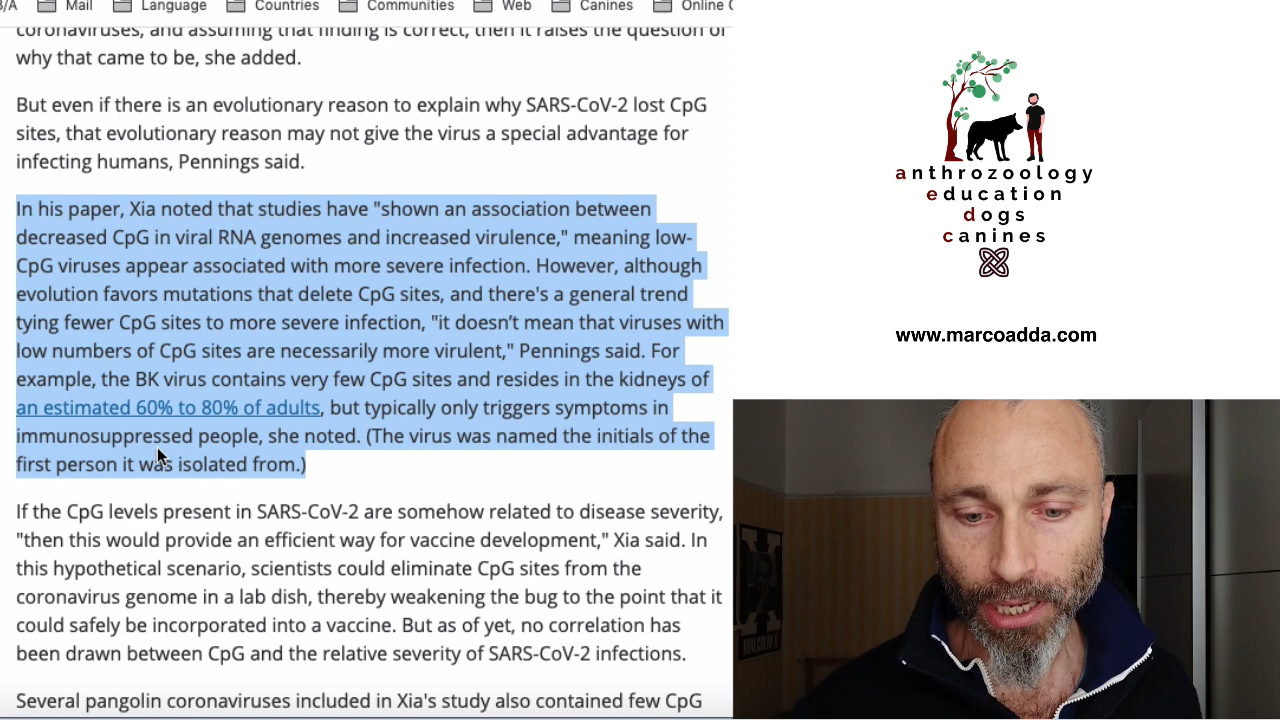 /A Mail Language Countries Communities Web Canines Online
coronaviruses, and assuming that finding is correct, then it raises the question of
why that came to be, she added.
But even if there is an evolutionary reason to explain why SARS-CoV-2 lost CpG
sites, that evolutionary reason may not give the virus a special advantage for
infecting humans, Pennings said.
In his paper, Xia noted that studies have "shown an association between
decreased CpG in viral RNA genomes and increased virulence," meaning low-
CpG viruses appear associated with more severe infection. However, although
evolution favors mutations that delete CpG sites, and there's a general trend
tying fewer CpG sites to more severe infection, "it doesn’t mean that viruses with
low numbers of CpG sites are necessarily more virulent," Pennings said. For
example, the BK virus contains very few CpG sites and resides in the kidneys of
an estimated 60% to 80% of adults, but typically only triggers symptoms in
immunosuppressed people, she noted. (The virus was named the initials of the
first person it was isolated from.)
If the CpG levels present in SARS-CoV-2 are somehow related to disease severity,
"then this would provide an efficient way for vaccine development," Xia said. In
this hypothetical scenario, scientists could eliminate CpG sites from the
coronavirus genome in a lab dish, thereby weakening the bug to the point that it
could safely be incorporated into a vaccine. But as of yet, no correlation has
been drawn between CpG and the relative severity of SARS-CoV-2 infections.
Several pangolin coronaviruses included in Xia's study also contained few CpG
anthrozoology
education
dogs
canines
www.marcoadda.com
MALCOLM X